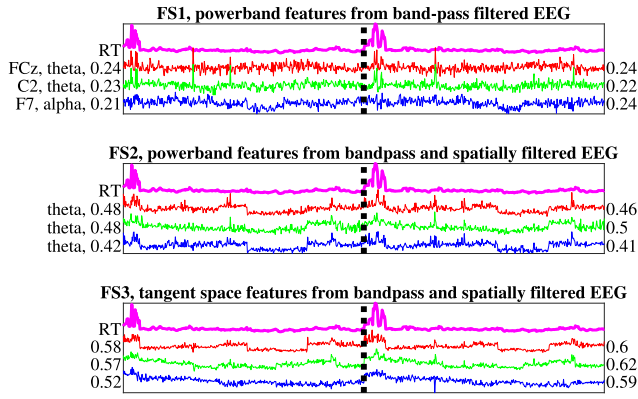 FS1, powerband features from band-pass filtered EEG
RT
FCz, theta, 0.24 0.24
C2, theta, 0.23 0.22
F7, alpha, 0.21 0.24
FS2, powerband features from bandpass and spatially filtered EEG
RT
theta, 0.48 0.46
theta, 0.48 0.5
theta, 0.42 0.41
FS3, tangent space features from bandpass and spatially filtered EEG
RT
0.58 0.6
0.57 0.62
0.52 0.59